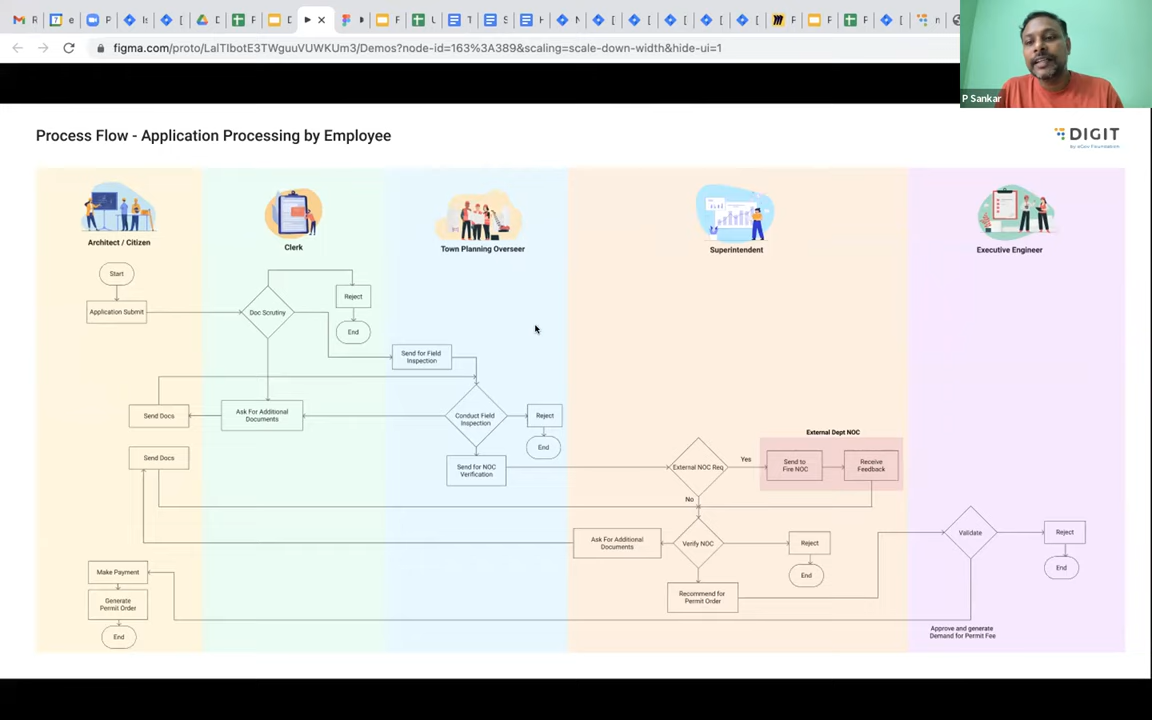 figma.com/proto/LalTIbotE3TWguuVUWKUm3/Demos?node-id=163%3A389&scaling=scale-down-width&hide-ui=1
P Sankar
Process Flow - Application Processing by Employee
DIGIT
by eGov Foundation
Architect / Citizen
Clerk
Town Planning Overseer
Superintendent
Executive Engineer
Start
Application Submit
Doc Scrutiny
Reject
End
Send for Field
Inspection
Send Docs
Ask For Additional
Documents
Conduct Field
Inspection
Reject
End
Send Docs
Send for NOC
Verification
External NOC Req
Yes
No
External Dept NOC
Send to
Fire NOC
Receive
Feedback
Ask For Additional
Documents
Verify NOC
Reject
End
Recommend for
Permit Order
Validate
Reject
End
Approve and generate
Demand for Permit Fee
Make Payment
Generate
Permit Order
End